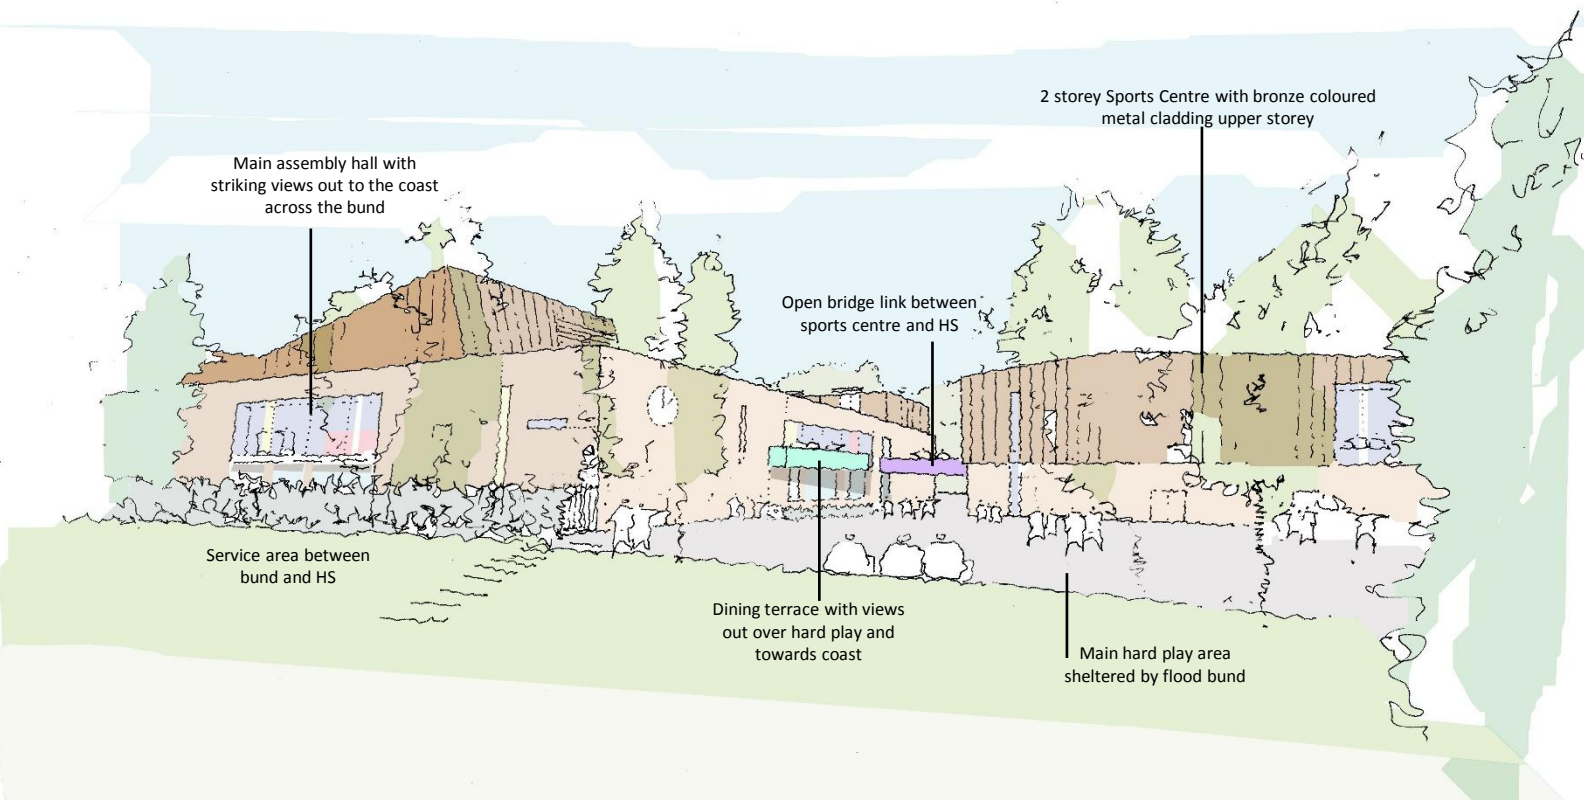 2 storey Sports Centre with bronze coloured
metal cladding upper storey
Main assembly hall with
striking views out to the coast
across the bund
Open bridge link between
sports centre and HS
Service area between
bund and HS
Dining terrace with views
out over hard play and
towards coast
Main hard play area
sheltered by flood bund